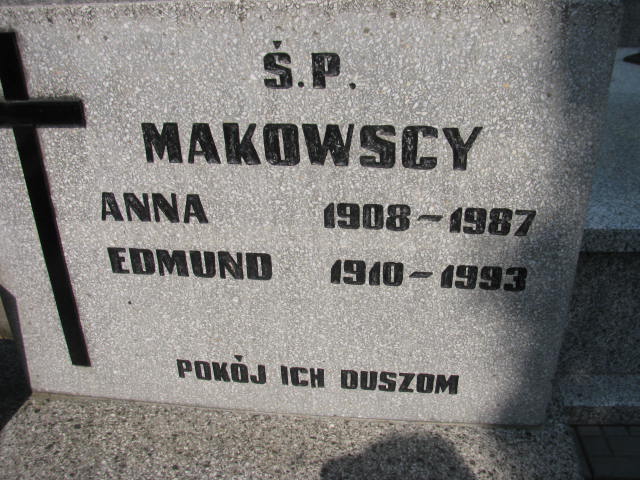 Ś.P.
MAKOWSCY
ANNA 1908-1987
EDMUND 1910-1993
POKÓJ ICH DUSZOM